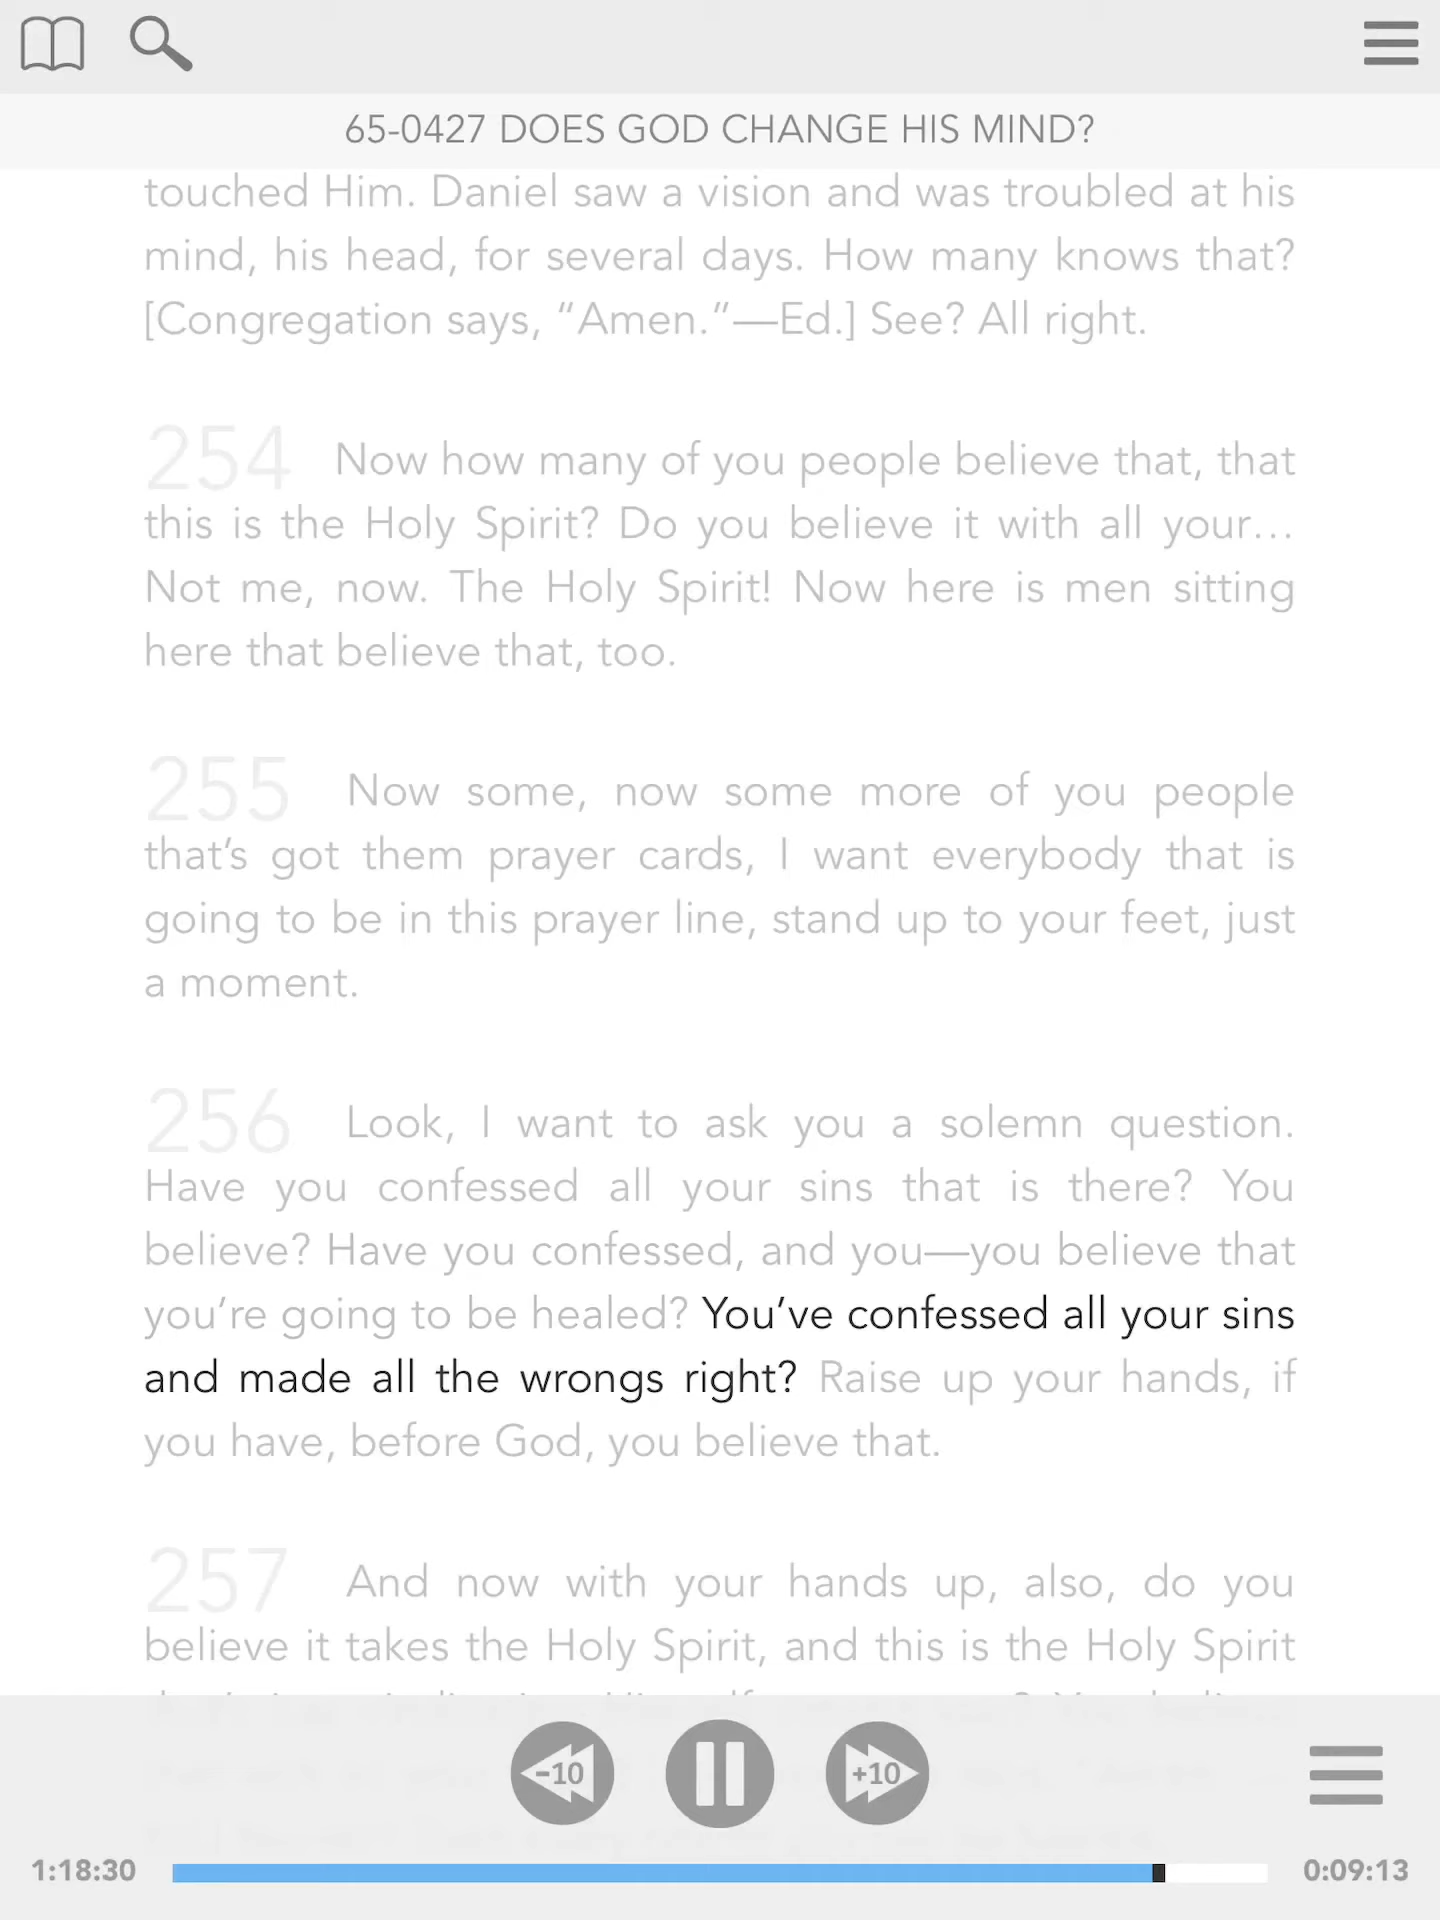 65-0427 DOES GOD CHANGE HIS MIND?
touched Him. Daniel saw a vision and was troubled at his
mind, his head, for several days. How many knows that?
[Congregation says, “Amen.”—Ed.] See? All right.
254 Now how many of you people believe that, that
this is the Holy Spirit? Do you believe it with all your…
Not me, now. The Holy Spirit! Now here is men sitting
here that believe that, too.
255 Now some, now some more of you people
that’s got them prayer cards, I want everybody that is
going to be in this prayer line, stand up to your feet, just
a moment.
256 Look, I want to ask you a solemn question.
Have you confessed all your sins that is there? You
believe? Have you confessed, and you—you believe that
you’re going to be healed? You’ve confessed all your sins
and made all the wrongs right? Raise up your hands, if
you have, before God, you believe that.
257 And now with your hands up, also, do you
believe it takes the Holy Spirit, and this is the Holy Spirit
-10 +10
1:18:30 0:09:13